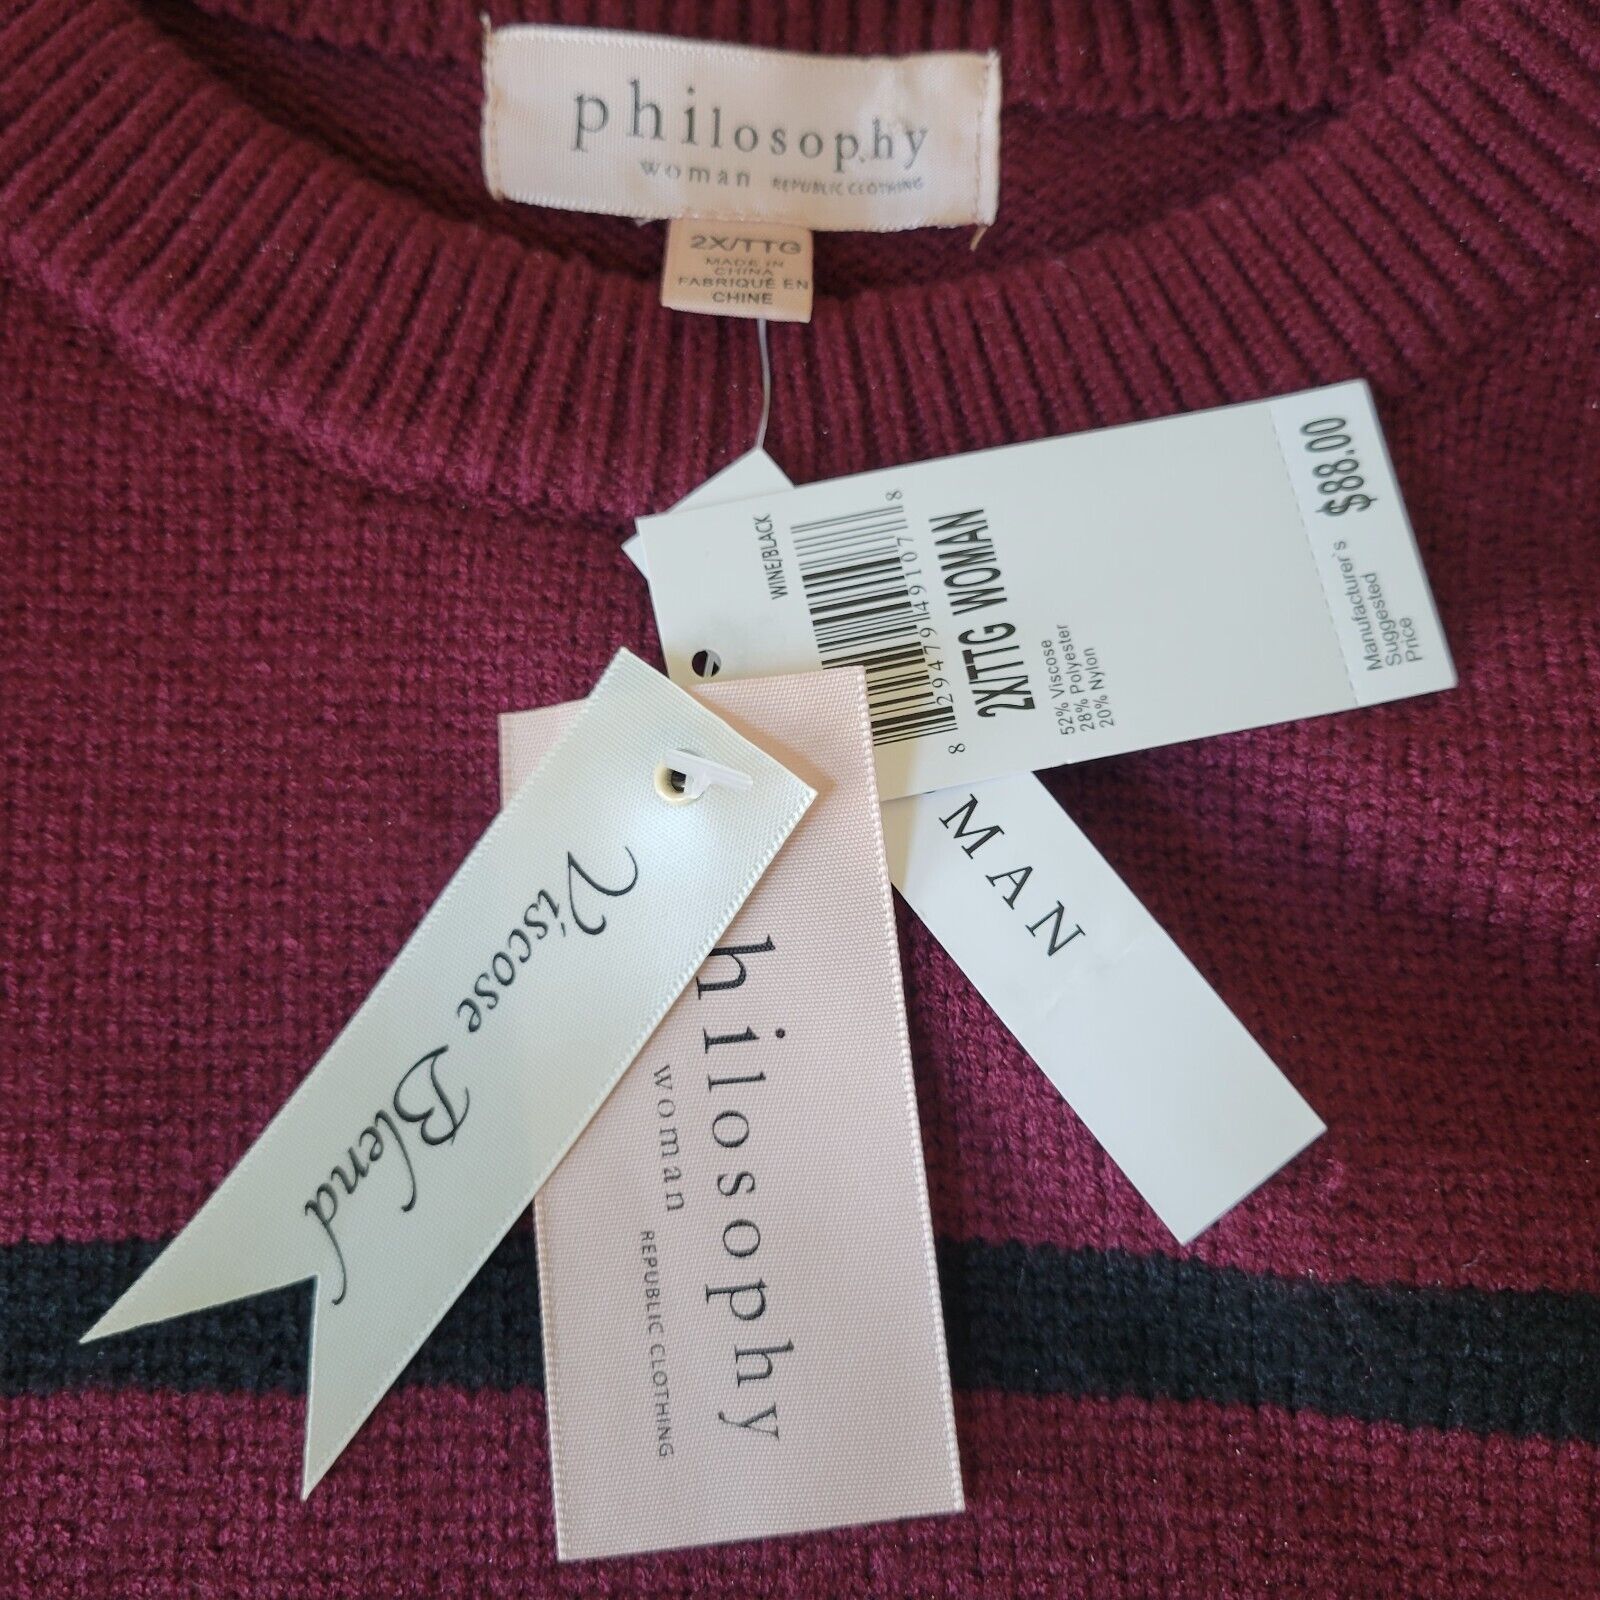 philosophy
woman REPUBLIC CLOTHING
2X/TTG
MADE IN
CHINA
FABRIQUÉ EN
CHINE
WINE/BLACK
8 29479 49107 8
2X/TTG WOMAN
52% Viscose
28% Polyester
20% Nylon
$88.00
Manufacturer's
Suggested
Price
MAN
Viscose Blend
hilosophy
woman REPUBLIC CLOTHING